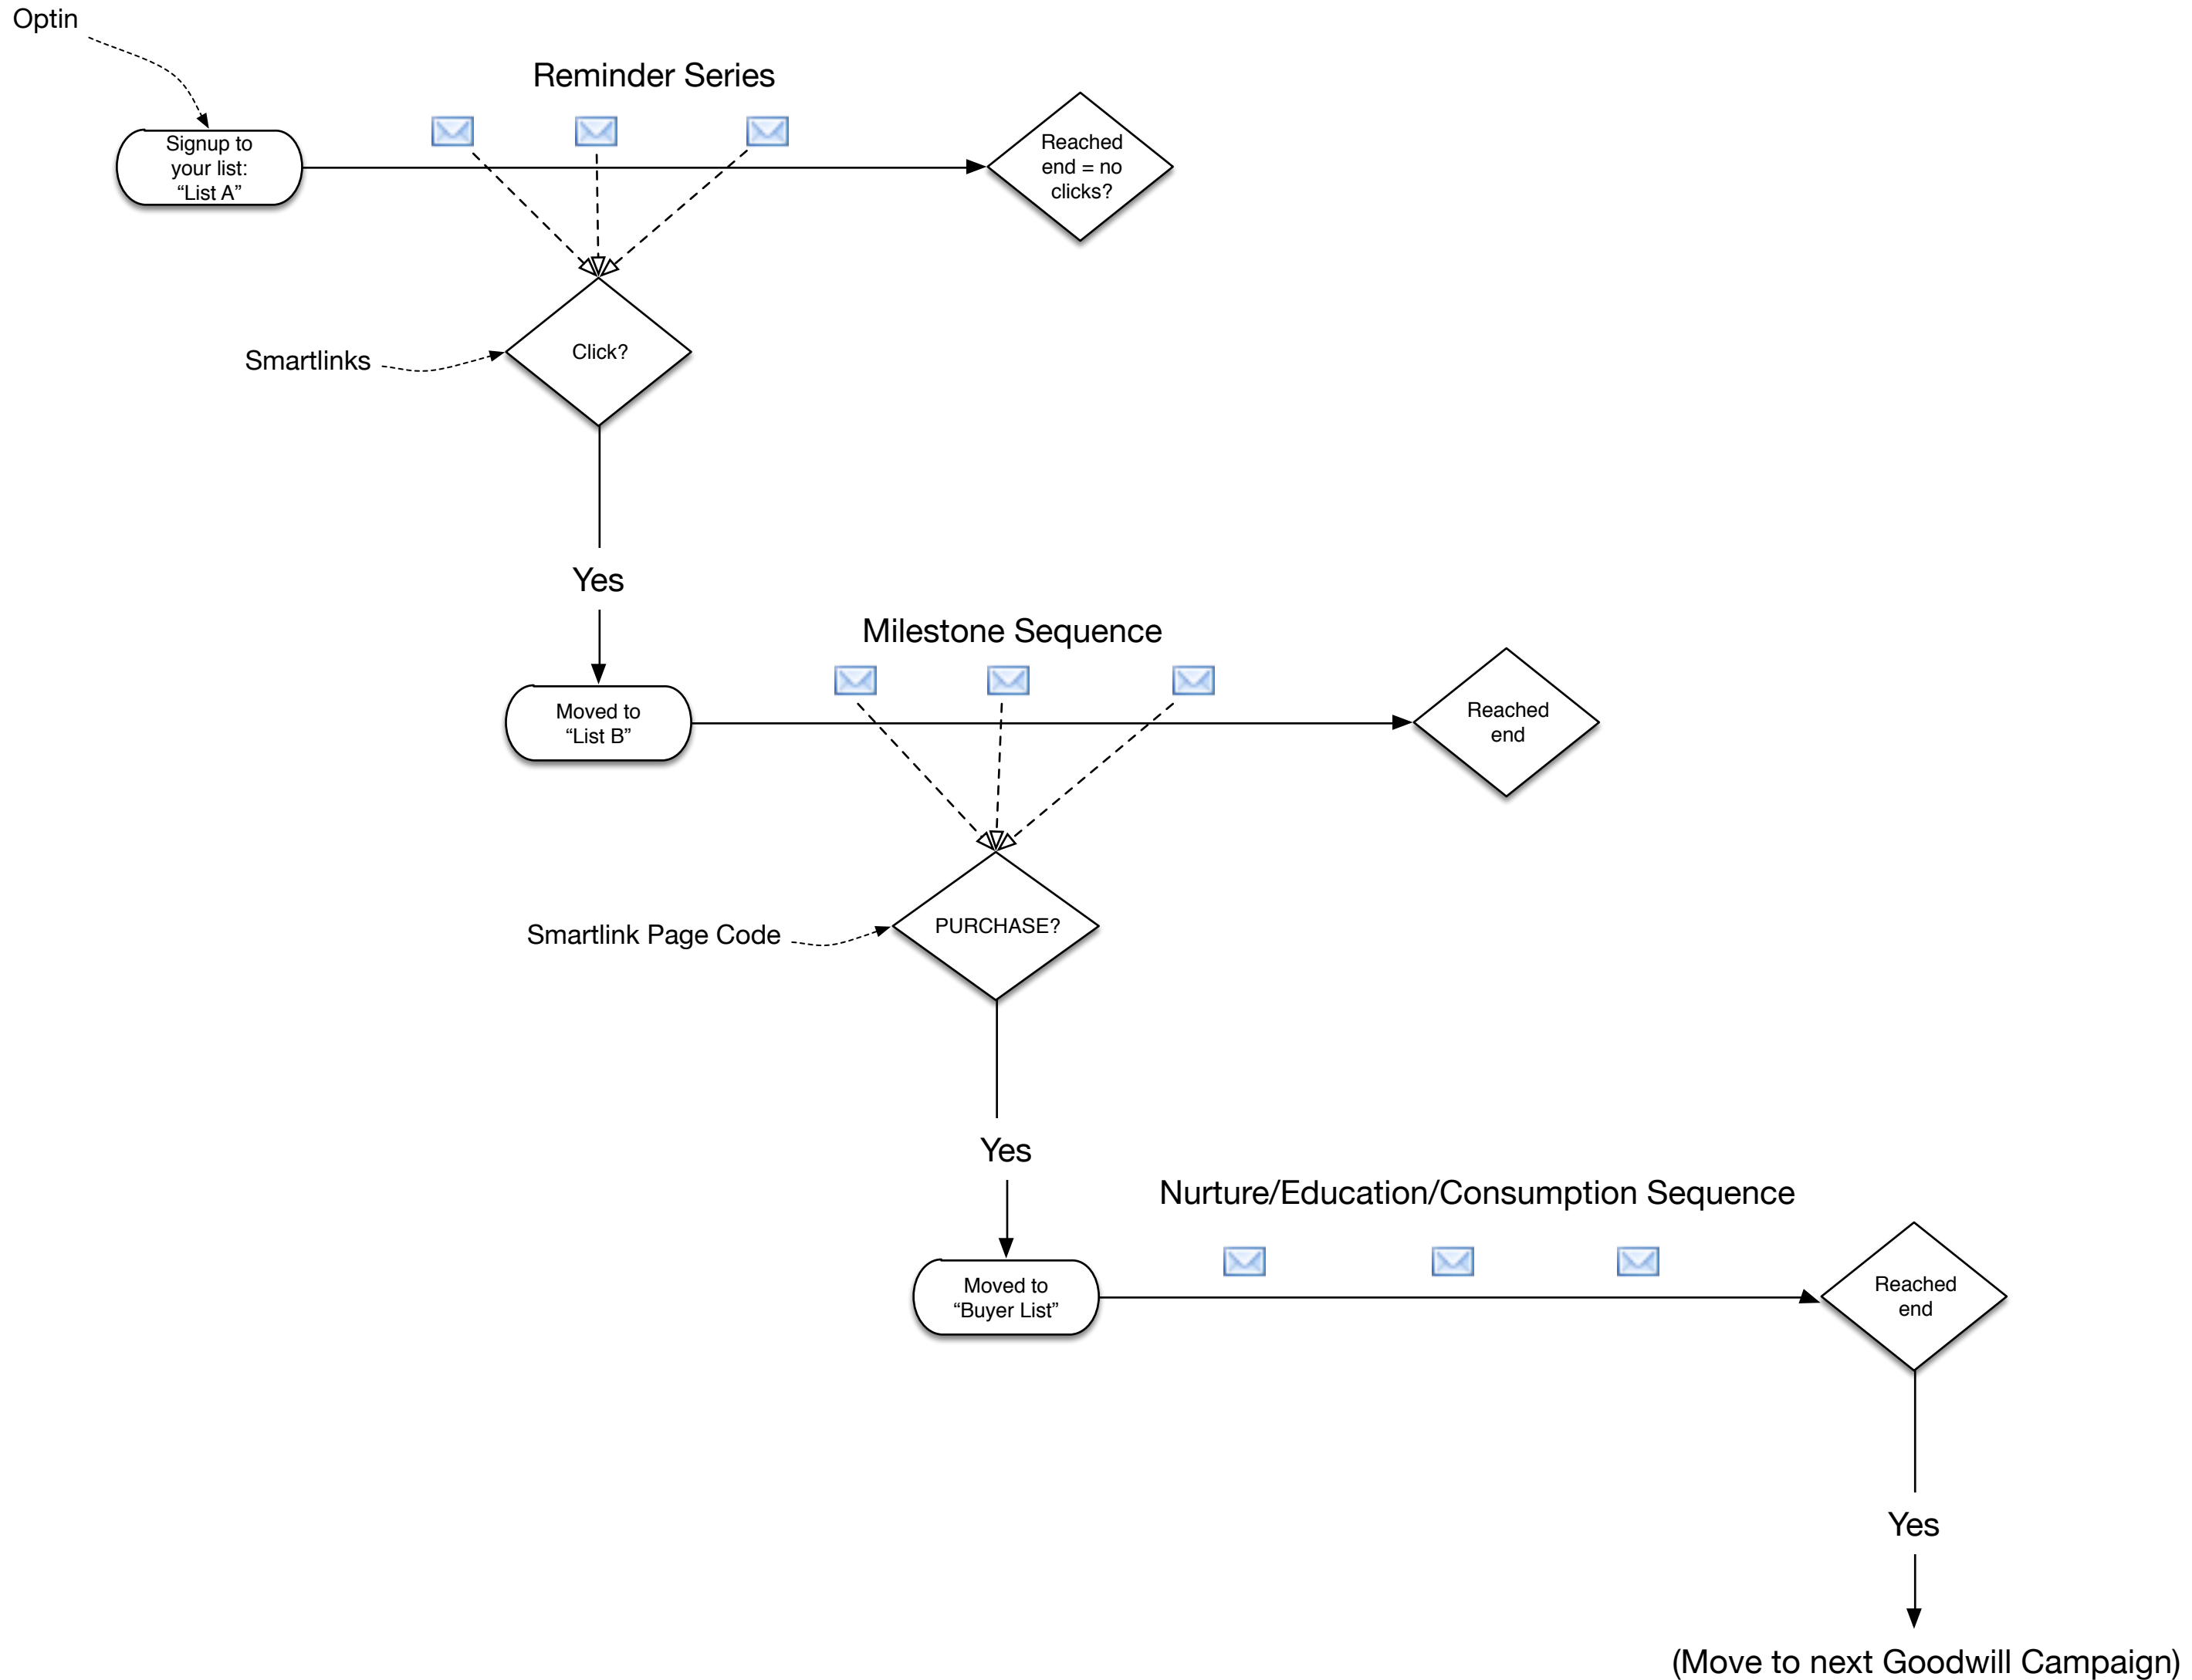 Optin
Reminder Series
Signup to
your list:
“List A”
Reached
end = no
clicks?
Smartlinks
Click?
Yes
Milestone Sequence
Moved to
“List B”
Reached
end
Smartlink Page Code
PURCHASE?
Yes
Nurture/Education/Consumption Sequence
Moved to
“Buyer List”
Reached
end
Yes
(Move to next Goodwill Campaign)